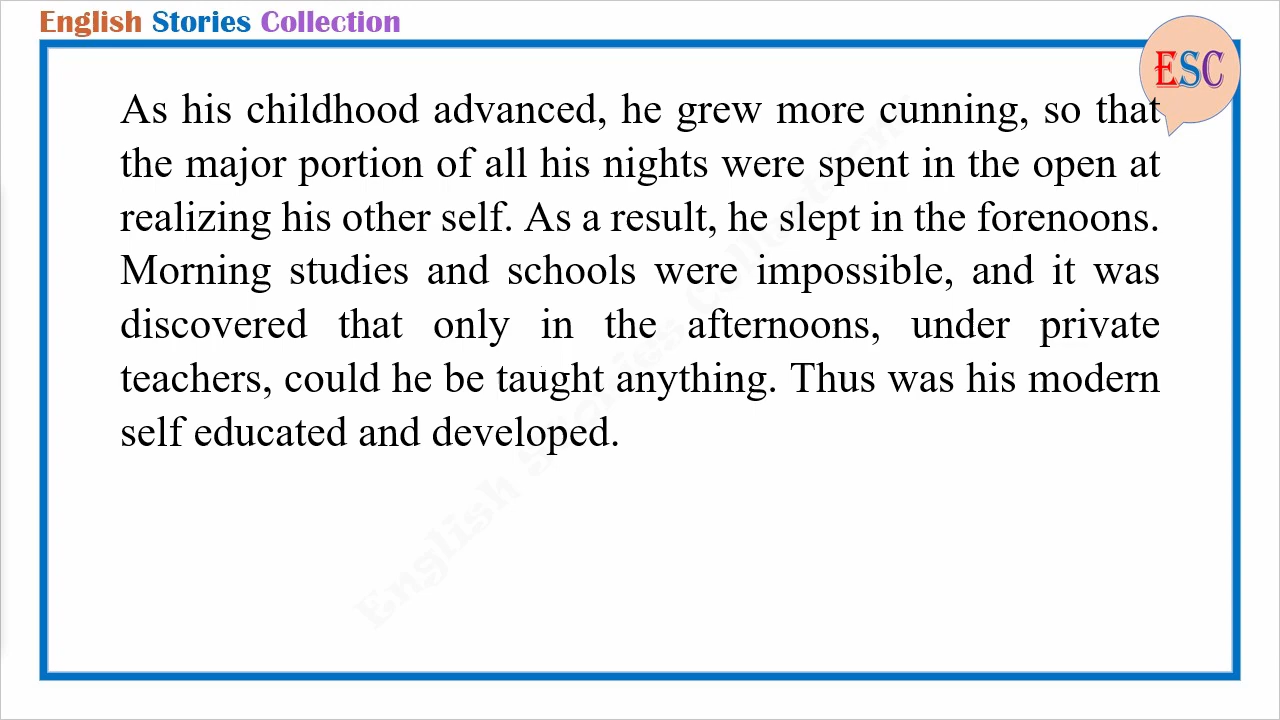 English Stories Collection
ESC
As his childhood advanced, he grew more cunning, so that
the major portion of all his nights were spent in the open at
realizing his other self. As a result, he slept in the forenoons.
Morning studies and schools were impossible, and it was
discovered that only in the afternoons, under private
teachers, could he be taught anything. Thus was his modern
self educated and developed.
English Stories Collection